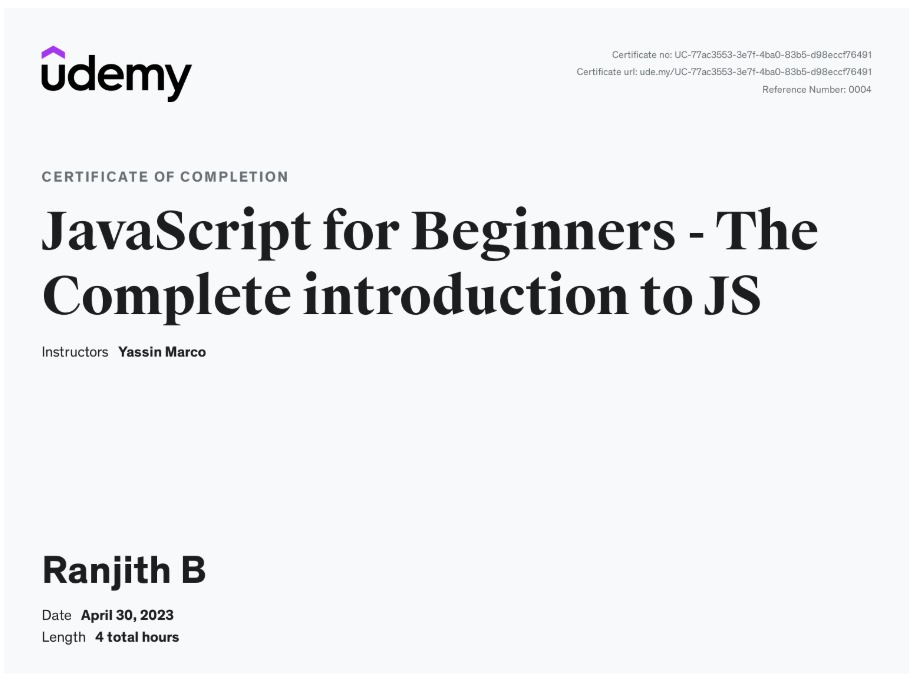 udemy
Certificate no: UC-77ac3553-3e7f-4ba0-83b5-d98eccf76491
Certificate url: ude.my/UC-77ac3553-3e7f-4ba0-83b5-d98eccf76491
Reference Number: 0004
CERTIFICATE OF COMPLETION
JavaScript for Beginners - The
Complete introduction to JS
Instructors Yassin Marco
Ranjith B
Date April 30, 2023
Length 4 total hours